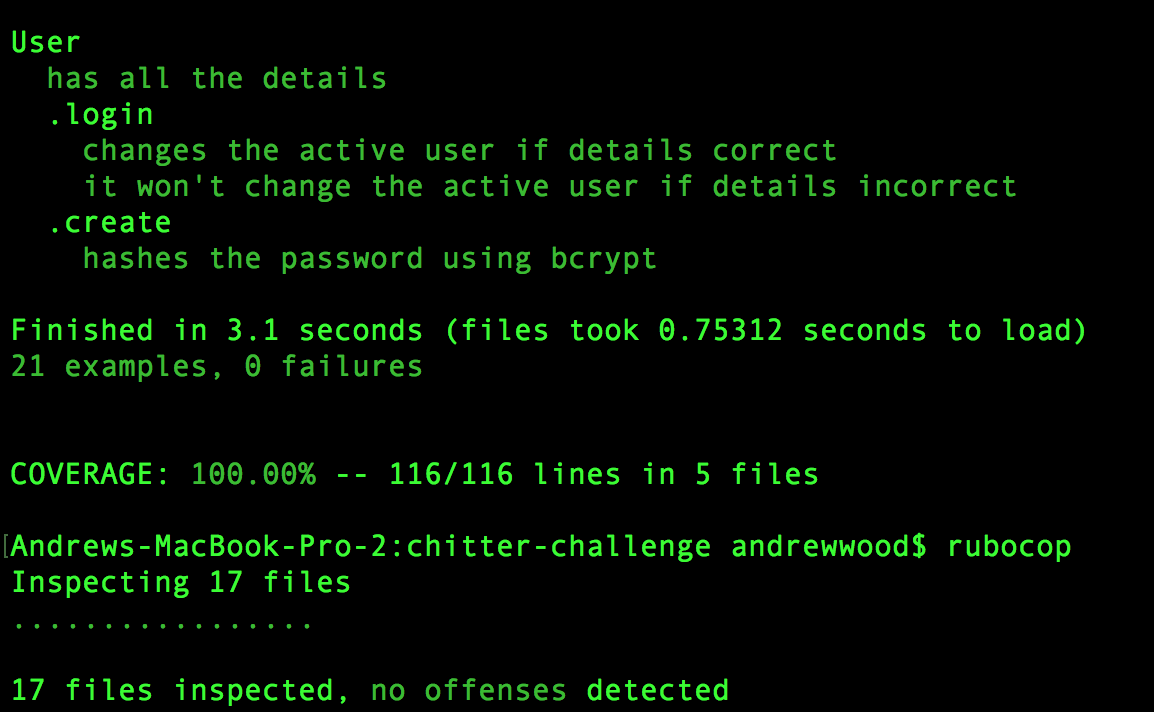 User
  has all the details
  .login
    changes the active user if details correct
    it won't change the active user if details incorrect
  .create
    hashes the password using bcrypt
Finished in 3.1 seconds (files took 0.75312 seconds to load)
21 examples, 0 failures
COVERAGE: 100.00% -- 116/116 lines in 5 files
[Andrews-MacBook-Pro-2:chitter-challenge andrewwood$ rubocop
Inspecting 17 files
.................
17 files inspected, no offenses detected